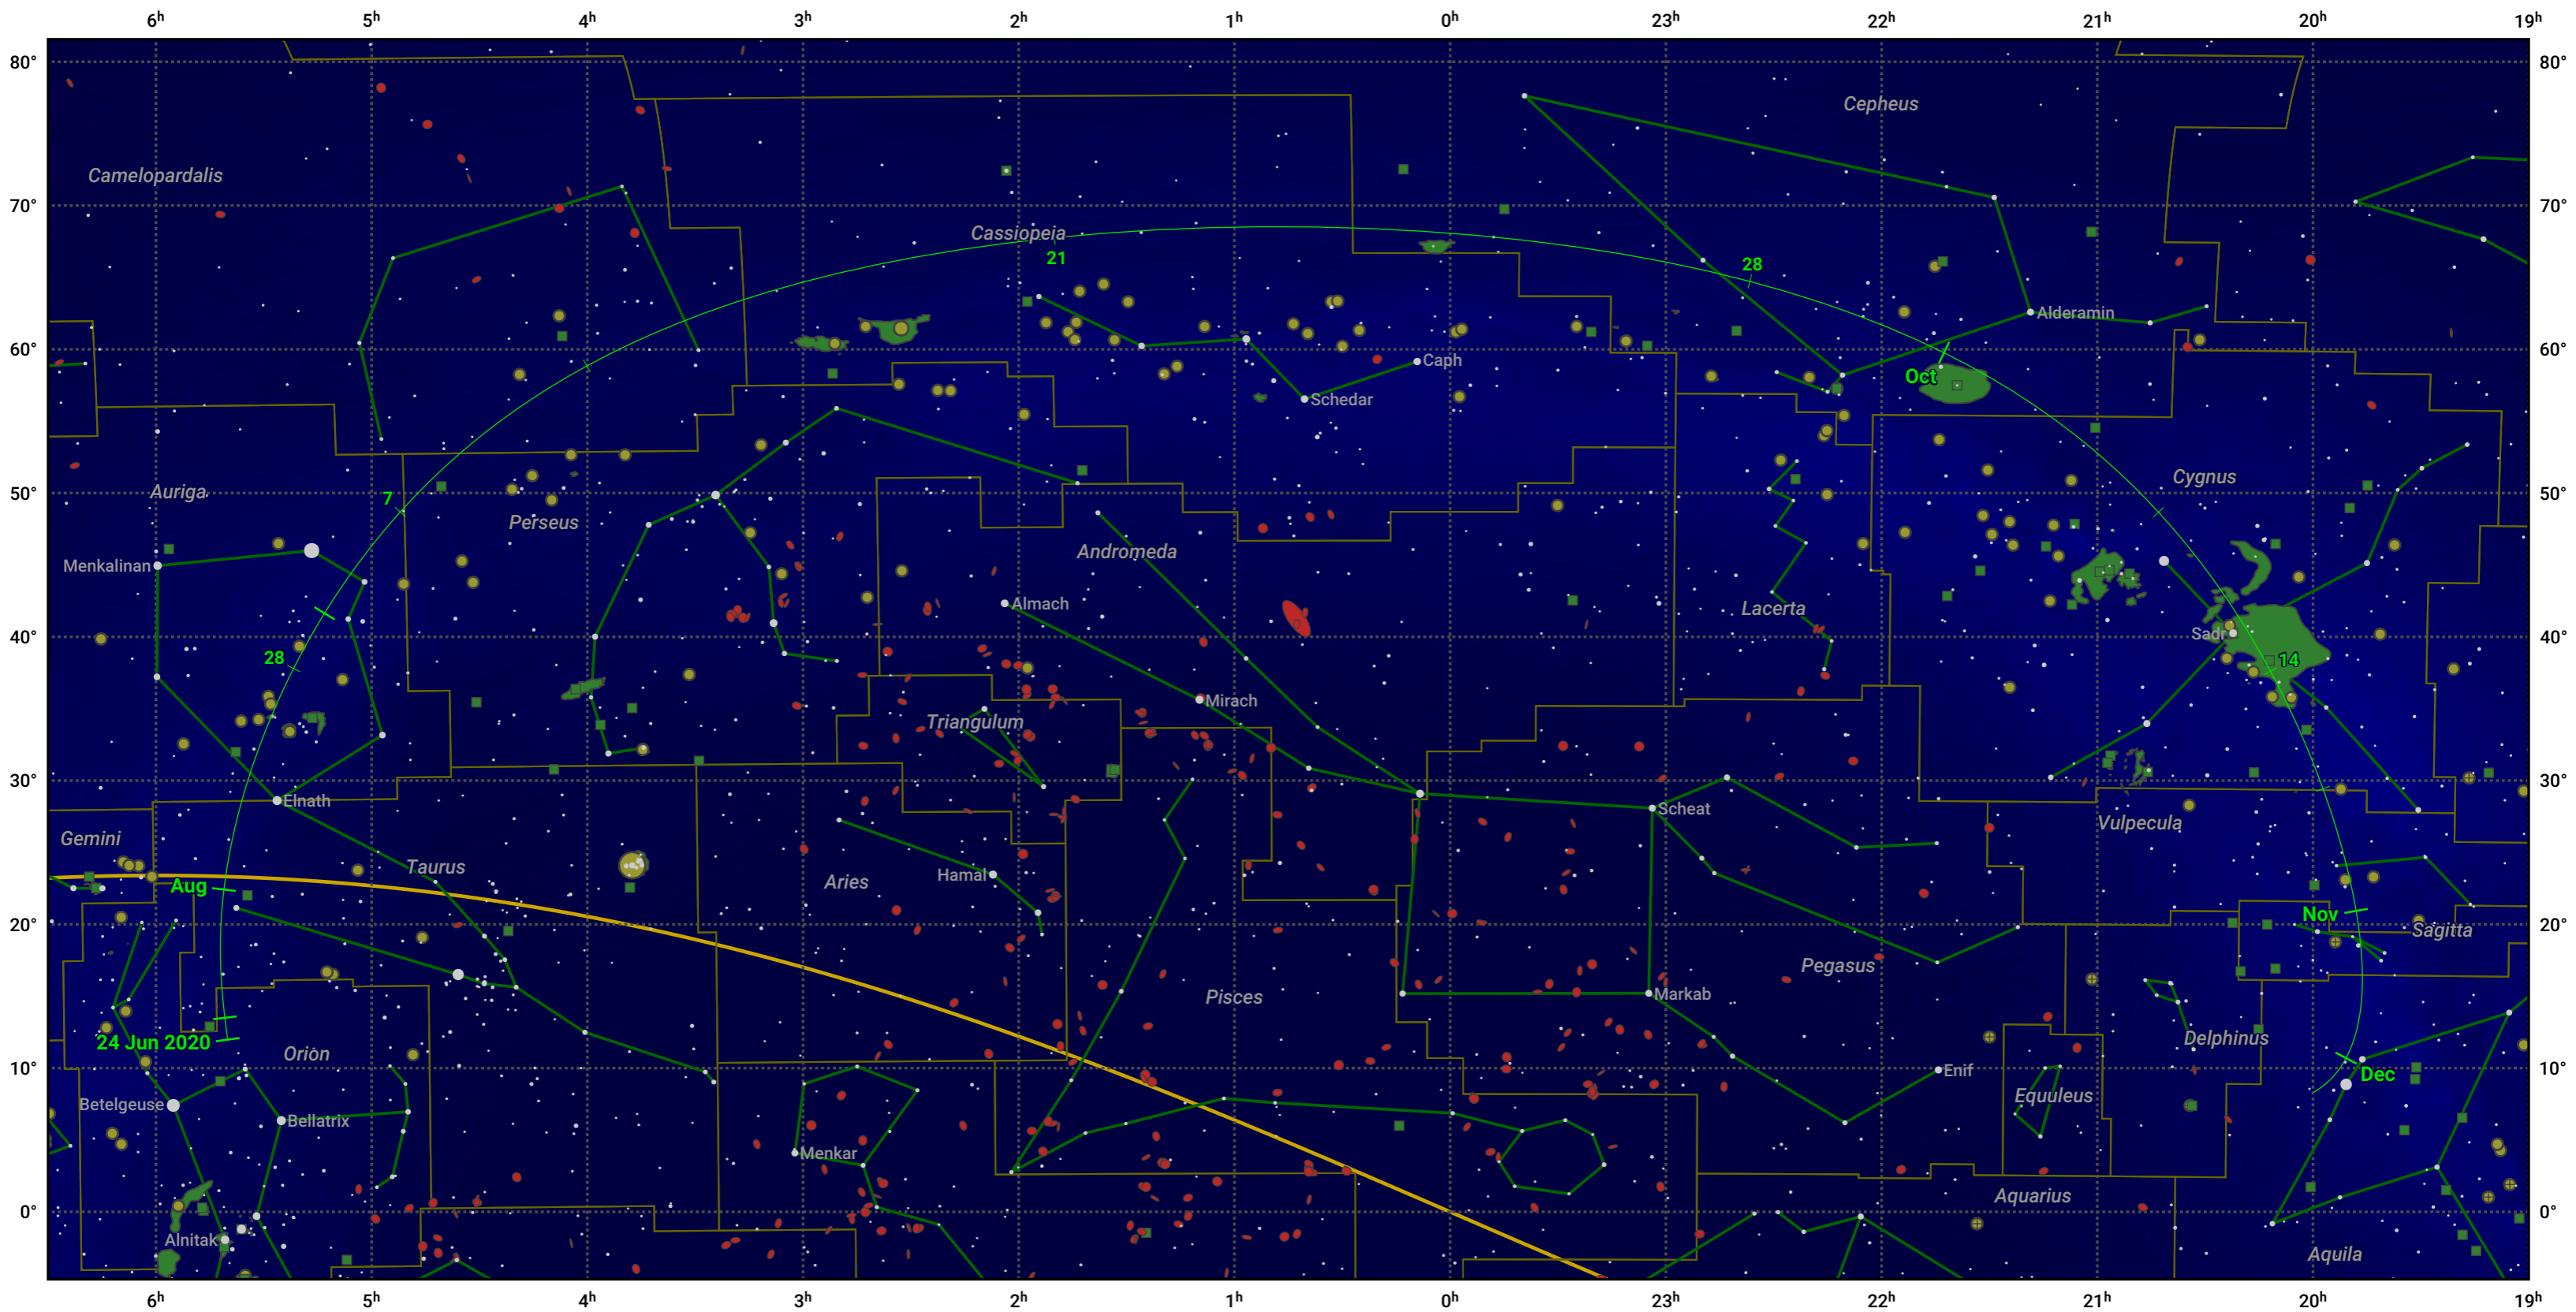 6h 5h 4h 3h 2h 1h 0h 23h 22h 21h 20h 19h
80° 80°
Cepheus
Camelopardalis
70° 70°
Cassiopeia
21
28
Alderamin
60° 60°
Caph
Oct
Schedar
Cygnus
50° 50°
Auriga
7
Perseus
Andromeda
Menkalinan
Almach
Lacerta
40° 40°
Sadr
28
14
Mirach
Triangulum
30° 30°
Elnath
Scheat
Vulpecula
Gemini
Taurus
Hamal
Aries
Aug
Nov
20° 20°
Sagitta
Pegasus
Markab
Pisces
24 Jun 2020
Delphinus
Orion
10° 10°
Enif
Dec
Equuleus
Betelgeuse
Bellatrix
Menkar
Aquarius
0° 0°
Alnitak
Aquila
6h 5h 4h 3h 2h 1h 0h 23h 22h 21h 20h 19h